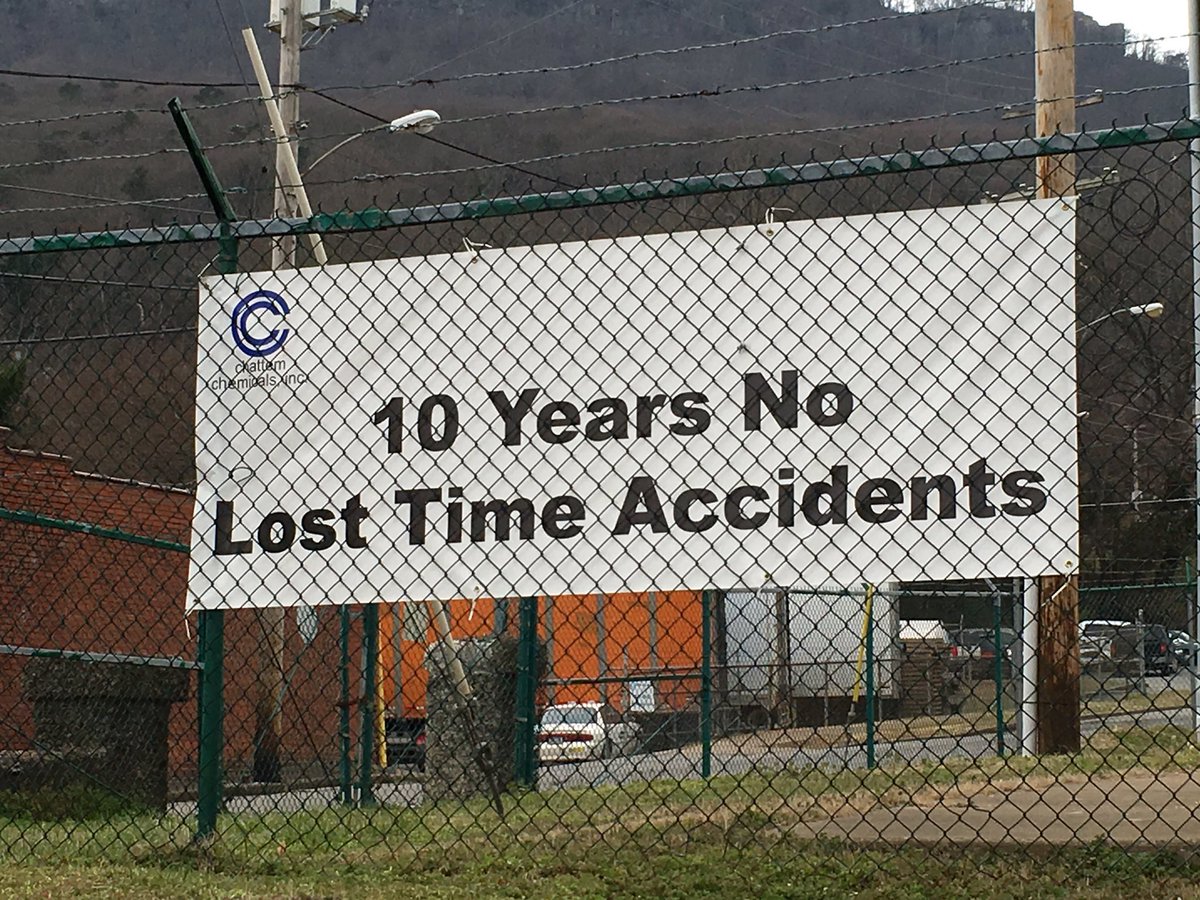 chattem
chemicals, inc.
10 Years No
Lost Time Accidents